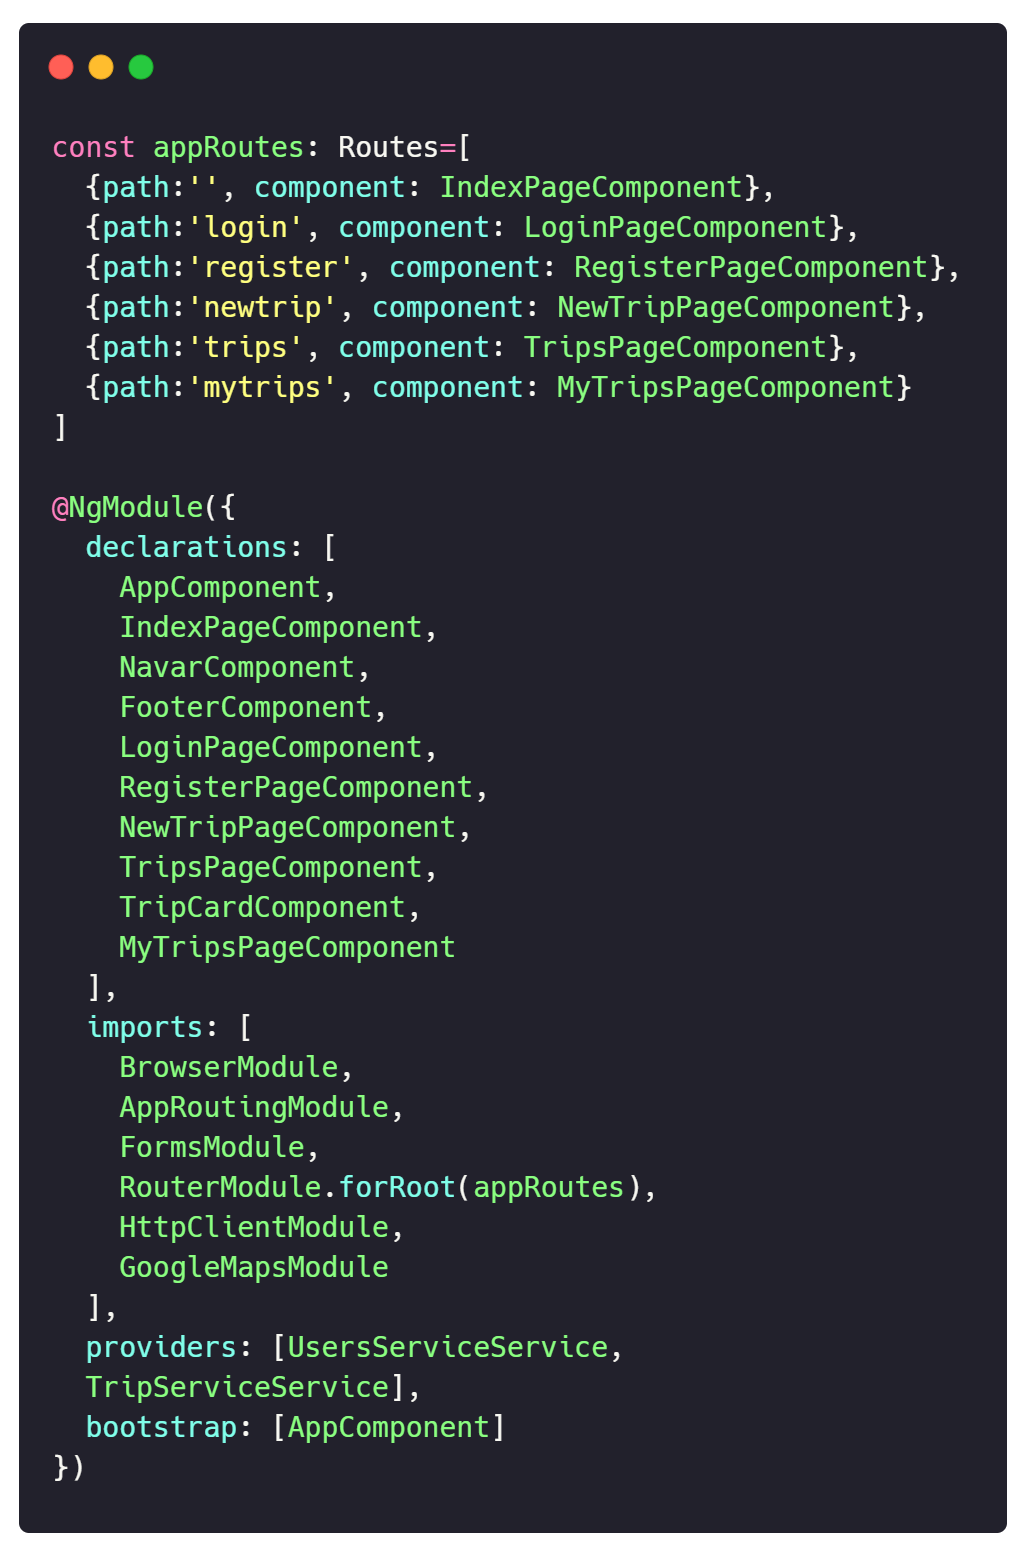 const appRoutes: Routes=[
  {path:'', component: IndexPageComponent},
  {path:'login', component: LoginPageComponent},
  {path:'register', component: RegisterPageComponent},
  {path:'newtrip', component: NewTripPageComponent},
  {path:'trips', component: TripsPageComponent},
  {path:'mytrips', component: MyTripsPageComponent}
]

@NgModule({
  declarations: [
    AppComponent,
    IndexPageComponent,
    NavarComponent,
    FooterComponent,
    LoginPageComponent,
    RegisterPageComponent,
    NewTripPageComponent,
    TripsPageComponent,
    TripCardComponent,
    MyTripsPageComponent
  ],
  imports: [
    BrowserModule,
    AppRoutingModule,
    FormsModule,
    RouterModule.forRoot(appRoutes),
    HttpClientModule,
    GoogleMapsModule
  ],
  providers: [UsersServiceService,
  TripServiceService],
  bootstrap: [AppComponent]
})